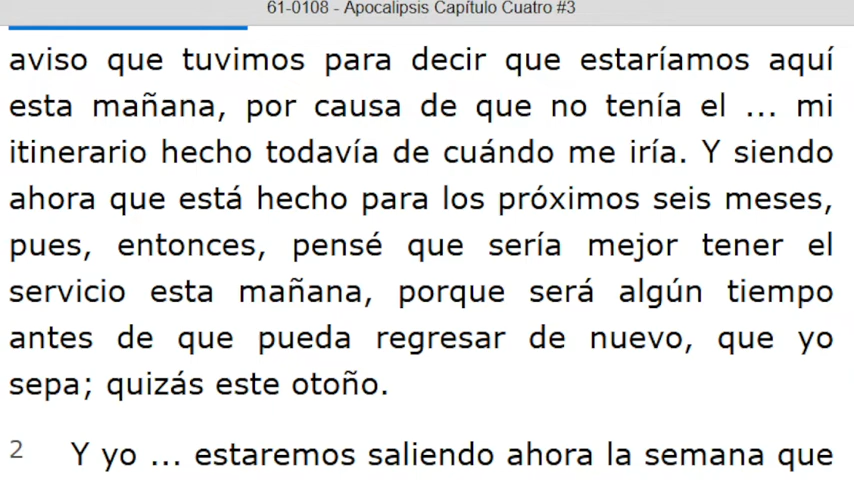 61-0108 - Apocalipsis Capítulo Cuatro #3
aviso que tuvimos para decir que estaríamos aquí
esta mañana, por causa de que no tenía el ... mi
itinerario hecho todavía de cuándo me iría. Y siendo
ahora que está hecho para los próximos seis meses,
pues, entonces, pensé que sería mejor tener el
servicio esta mañana, porque será algún tiempo
antes de que pueda regresar de nuevo, que yo
sepa; quizás este otoño.
2 Y yo ... estaremos saliendo ahora la semana que